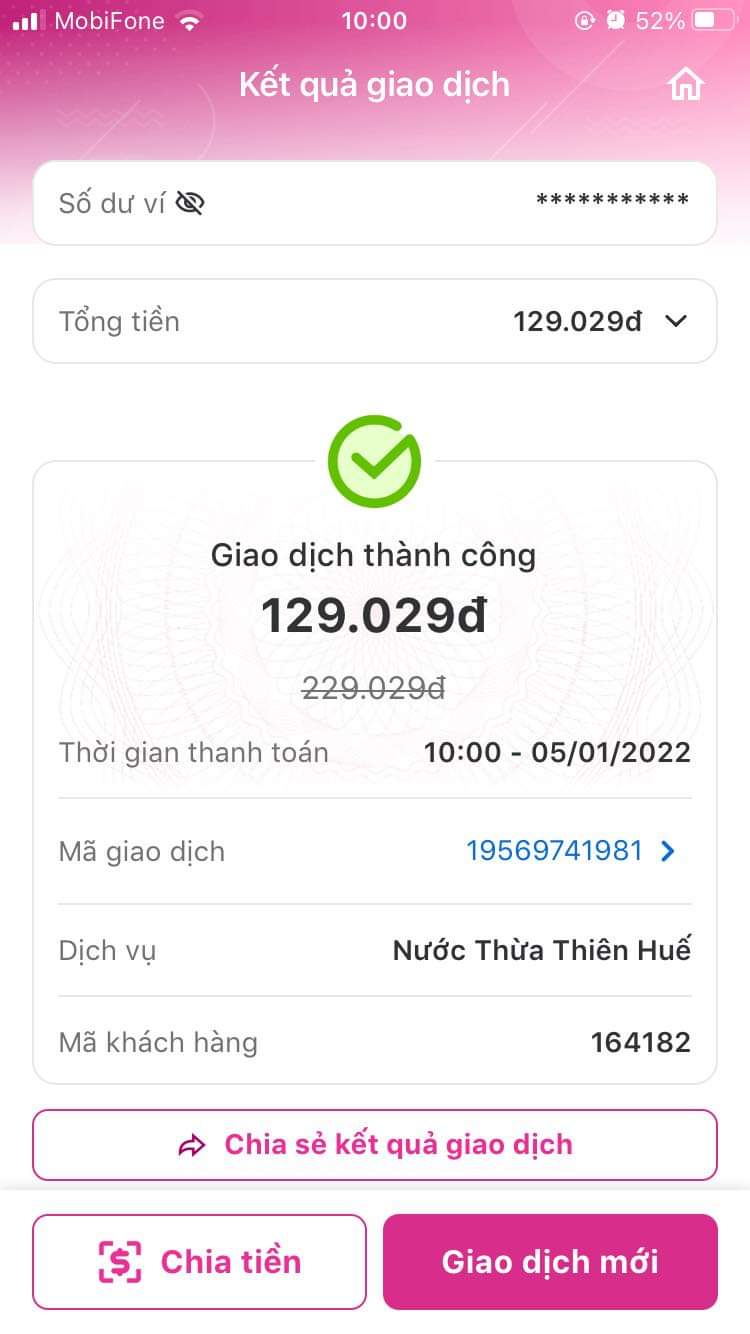 MobiFone 10:00 52%
Kết quả giao dịch
Số dư ví ***********
Tổng tiền 129.029đ
Giao dịch thành công
129.029đ
229.029đ
Thời gian thanh toán 10:00 - 05/01/2022
Mã giao dịch 19569741981
Dịch vụ Nước Thừa Thiên Huế
Mã khách hàng 164182
Chia sẻ kết quả giao dịch
Chia tiền Giao dịch mới